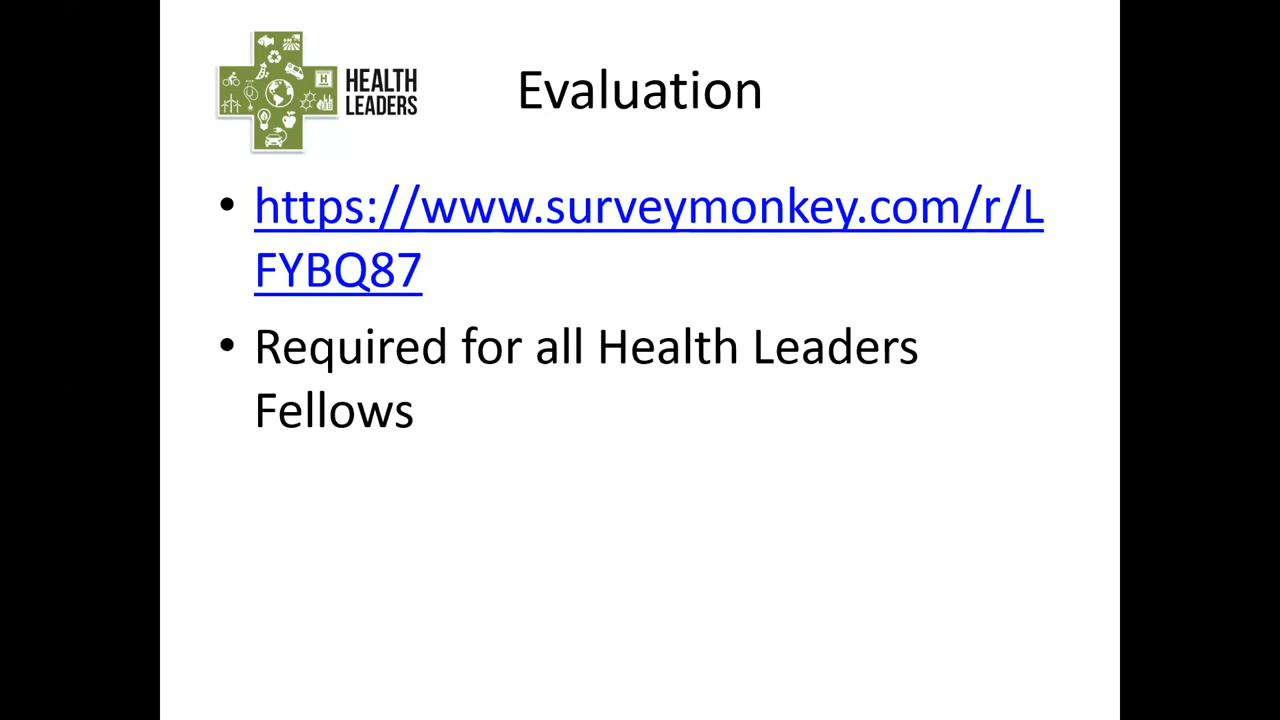 HEALTH
LEADERS
Evaluation
• https://www.surveymonkey.com/r/L
FYBQ87
• Required for all Health Leaders
Fellows